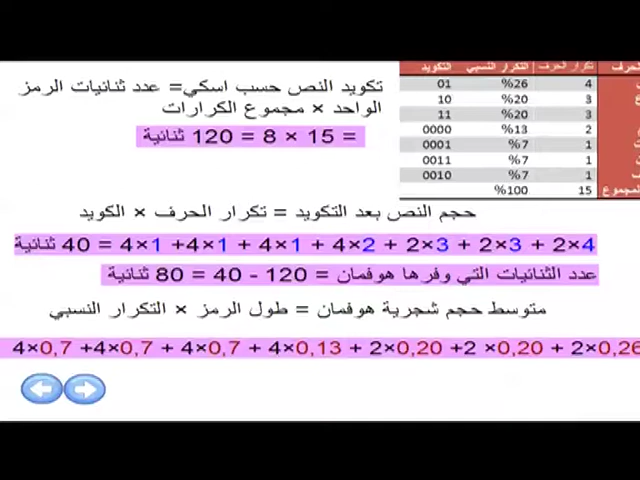 الحرف تكرار الحرف التكرار النسبي التكويد
4 %26 01
3 %20 10
3 %20 11
2 %13 0000
1 %7 0001
1 %7 0011
1 %7 0010
المجموع 15 %100
تكويد النص حسب اسكي= عدد ثنائيات الرمز
الواحد × مجموع الكرارات
= 15 × 8 = 120 ثنائية
حجم النص بعد التكويد = تكرار الحرف × الكويد
4×1 +4×1 + 4×1 + 4×2 + 2×3 + 2×3 + 2×4 = 40 ثنائية
عدد الثنائيات التي وفرها هوفمان = 120 - 40 = 80 ثنائية
متوسط حجم شجرية هوفمان = طول الرمز × التكرار النسبي
4×0,7 +4×0,7 + 4×0,7 + 4×0,13 + 2×0,20 +2 ×0,20 + 2×0,26